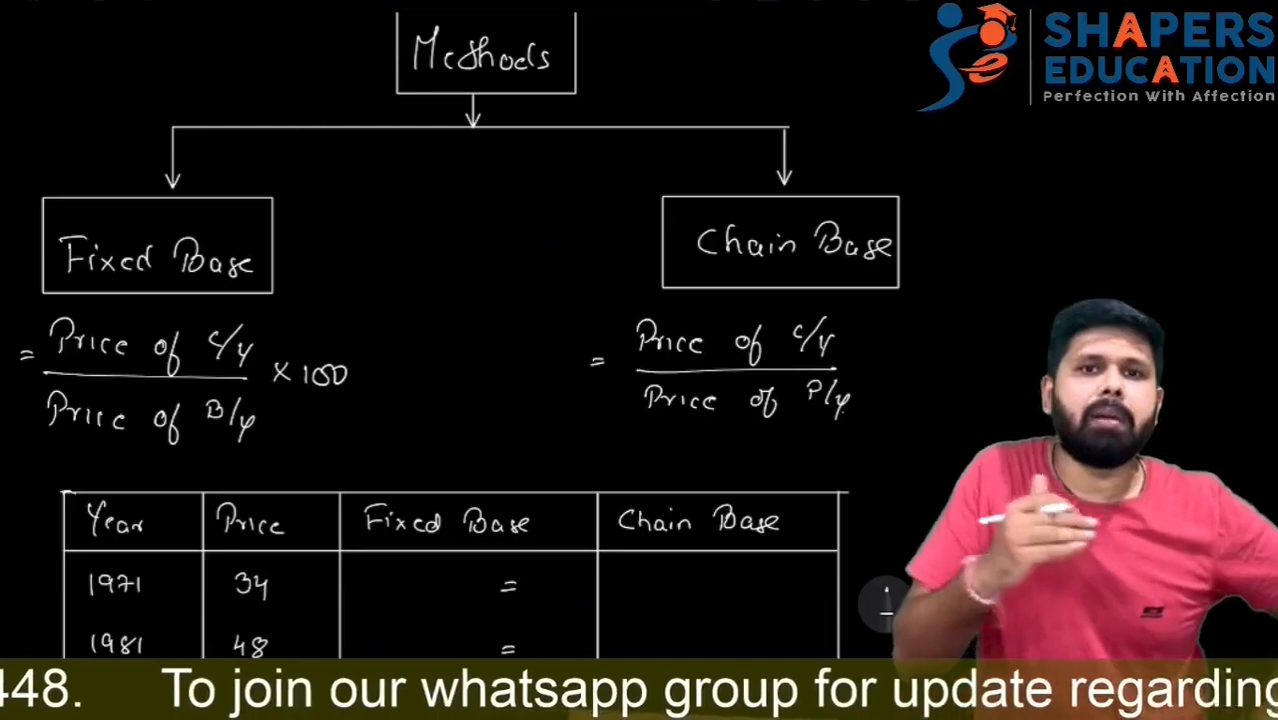 Methods
SHAPERS
EDUCATION
Perfection With Affection
Fixed Base
Chain Base
= Price of C/y
Price of B/y × 100
= Price of C/y
Price of P/y
Year Price Fixed Base Chain Base
1971 34 =
1981 48 =
448. To join our whatsapp group for update regarding